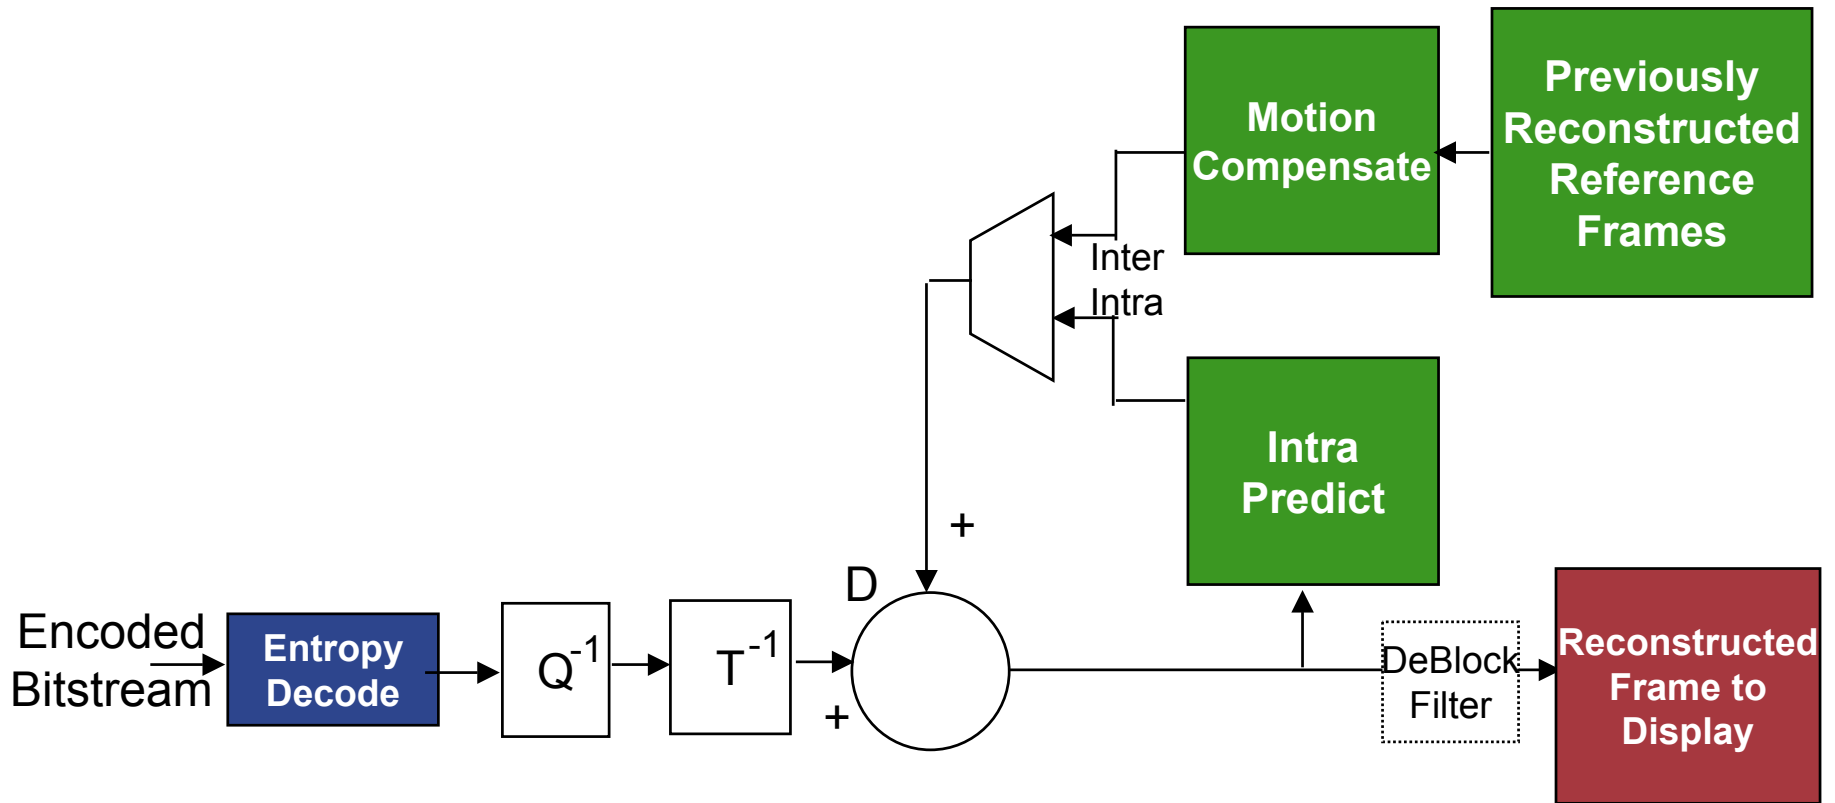 Previously
Reconstructed
Reference
Frames
Motion
Compensate
Inter
Intra
Intra
Predict
+
D
Encoded
Bitstream
Entropy
Decode
Q-1
T-1
+
DeBlock
Filter
Reconstructed
Frame to
Display